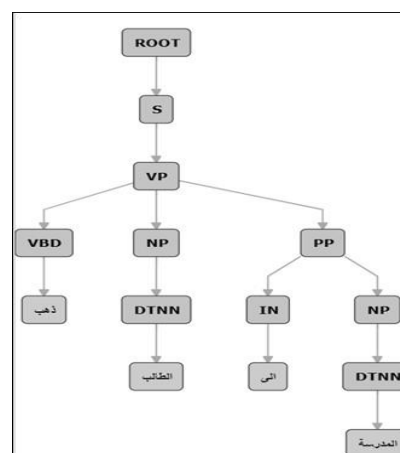 ROOT
S
VP
VBD NP PP
ذهب DTNN IN NP
الطالب الى DTNN
المدرسة